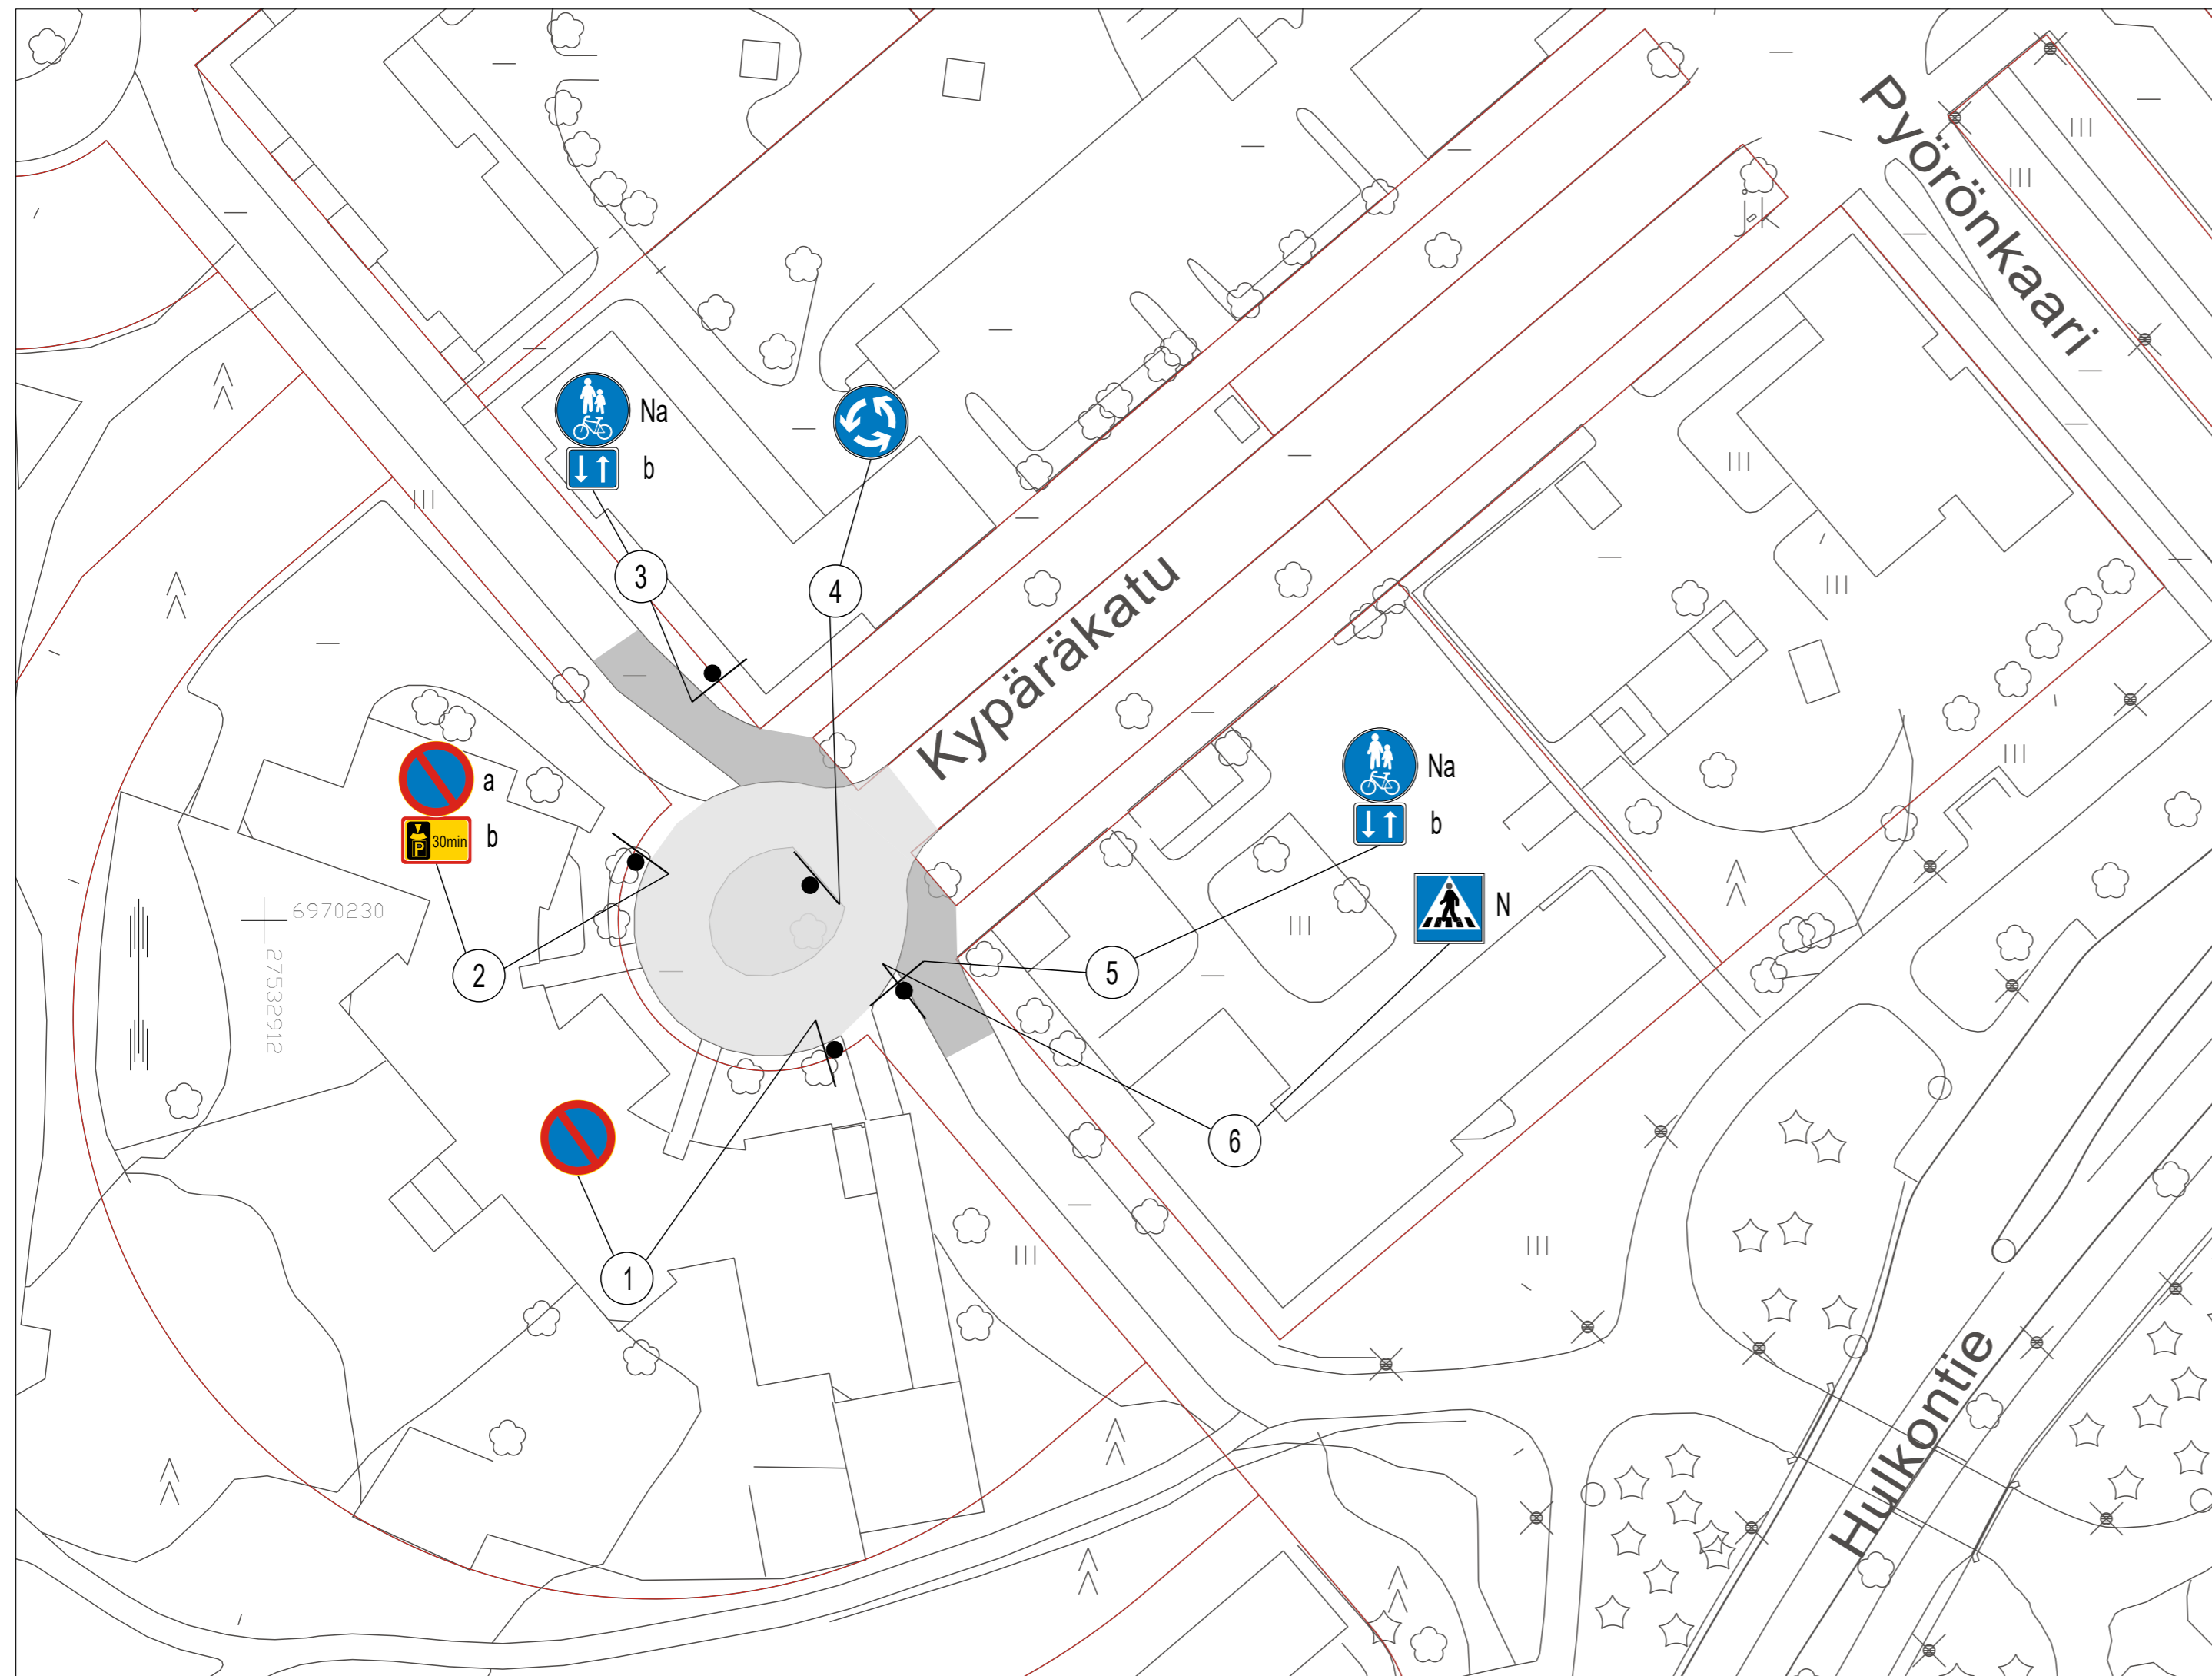 Pyörönkaari
Na
b
3
4
Kypäräkatu
a
30min
P
b
Na
b
N
6970230
27532912
2
5
6
1
Hulkontie